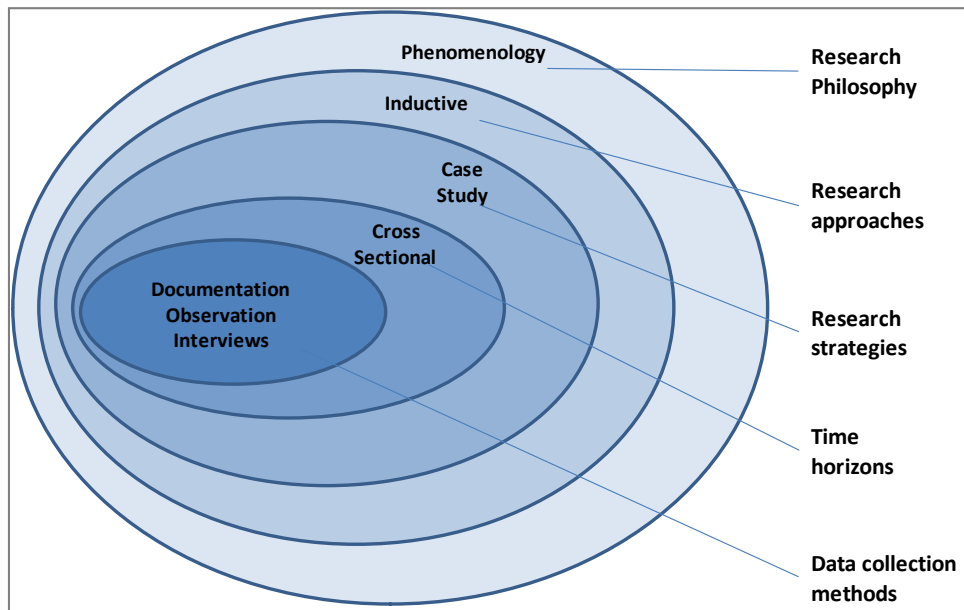 Phenomenology
Inductive
Case
Study
Cross
Sectional
Documentation
Observation
Interviews
Research
Philosophy
Research
approaches
Research
strategies
Time
horizons
Data collection
methods